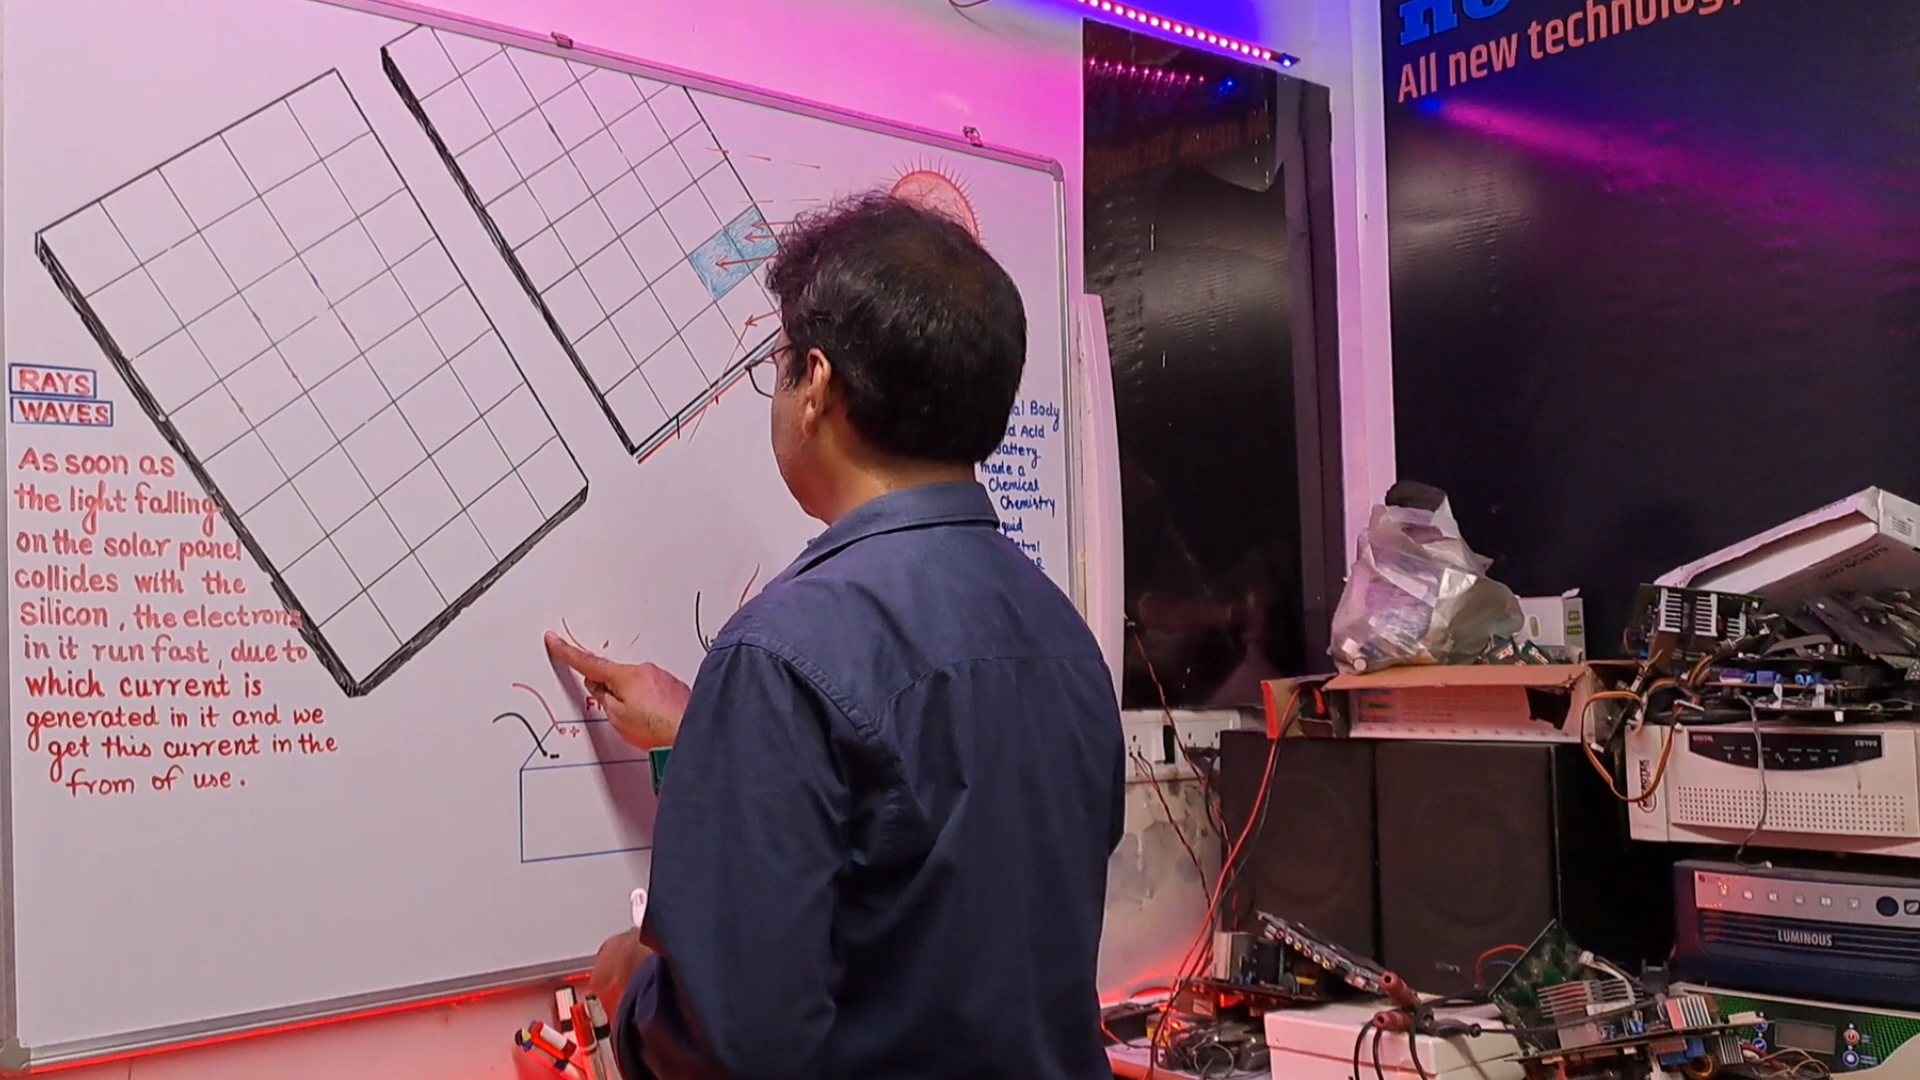 All new technology
RAYS
WAVES
As soon as
the light falling
on the solar panel
collides with the
silicon, the electrons
in it run fast, due to
which current is
generated in it and we
get this current in the
from of use.
Body
Acid
Battery
made a
Chemical
Chemistry
+
-
LUMINOUS
SONY